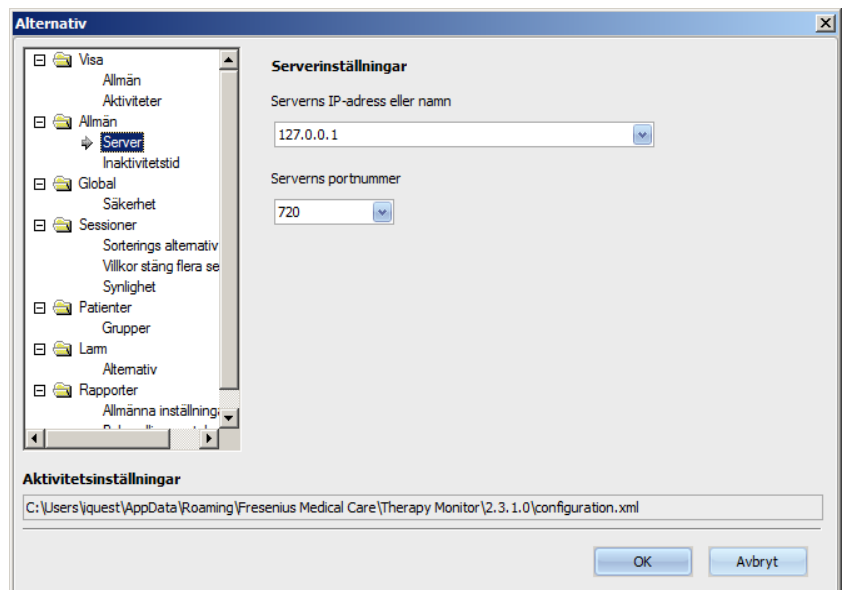 Alternativ
Visa
Allmän
Aktiviteter
Allmän
Server
Inaktivitetstid
Global
Säkerhet
Sessioner
Sorterings alternativ
Villkor stäng flera se
Synlighet
Patienter
Grupper
Larm
Alternativ
Rapporter
Allmänna inställninga
Serverinställningar
Serverns IP-adress eller namn
127.0.0.1
Serverns portnummer
720
Aktivitetsinställningar
C:\Users\iquest\AppData\Roaming\Fresenius Medical Care\Therapy Monitor\2.3.1.0\configuration.xml
OK
Avbryt